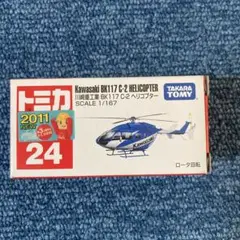 トミカ
2011
24
Kawasaki BK117 C-2 HELICOPTER
川崎重工業 BK117 C-2 ヘリコプター
SCALE 1/167
TAKARA
TOMY
ロータ回転